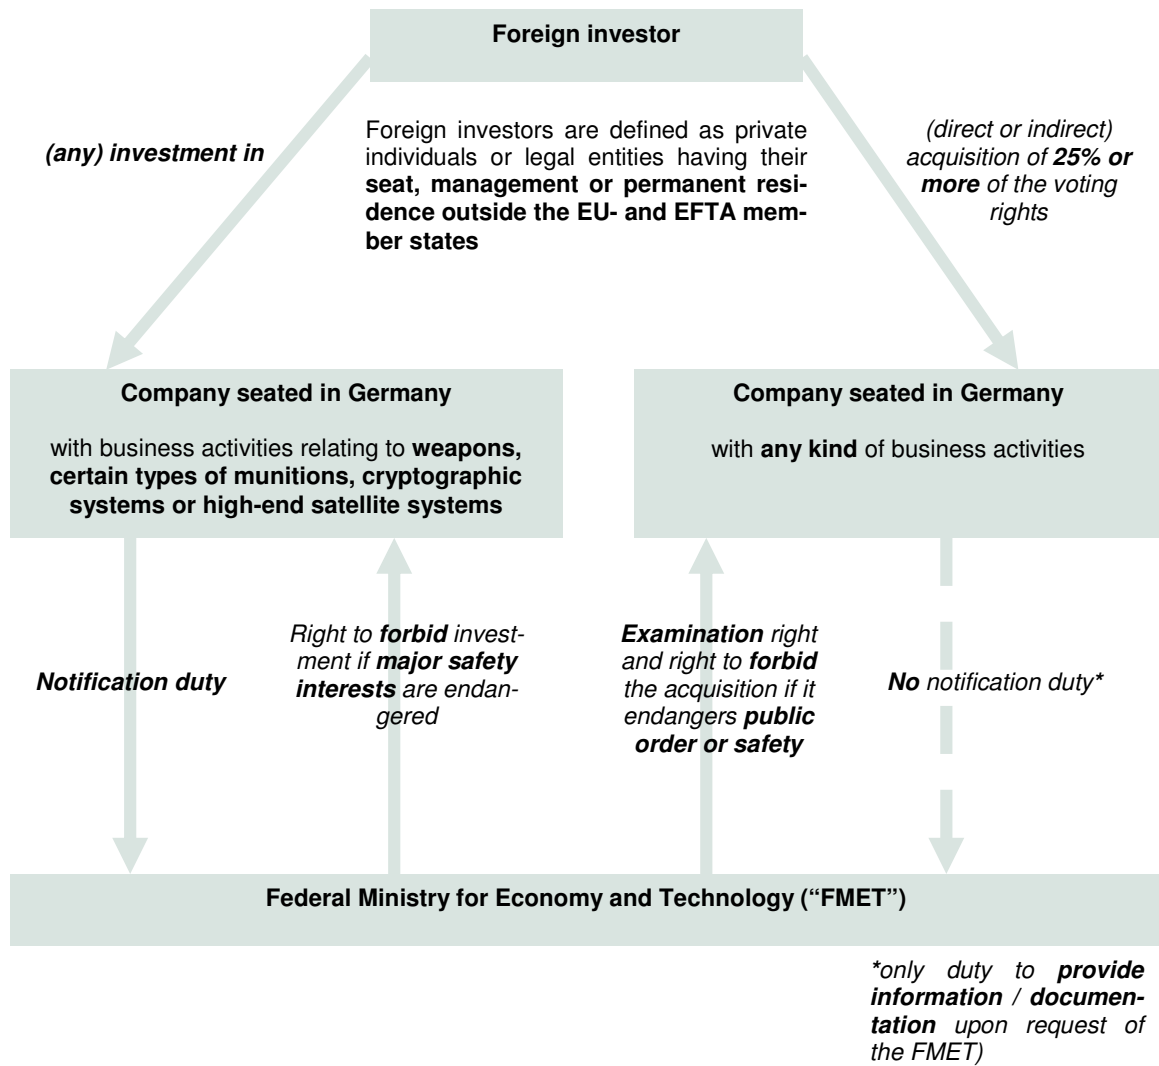 Foreign investor
(any) investment in
Foreign investors are defined as private
individuals or legal entities having their
seat, management or permanent resi-
dence outside the EU- and EFTA mem-
ber states
(direct or indirect)
acquisition of 25% or
more of the voting
rights
Company seated in Germany
with business activities relating to weapons,
certain types of munitions, cryptographic
systems or high-end satellite systems
Company seated in Germany
with any kind of business activities
Notification duty
Right to forbid invest-
ment if major safety
interests are endan-
gered
Examination right
and right to forbid
the acquisition if it
endangers public
order or safety
No notification duty*
Federal Ministry for Economy and Technology (“FMET”)
*only duty to provide
information / documen-
tation upon request of
the FMET)